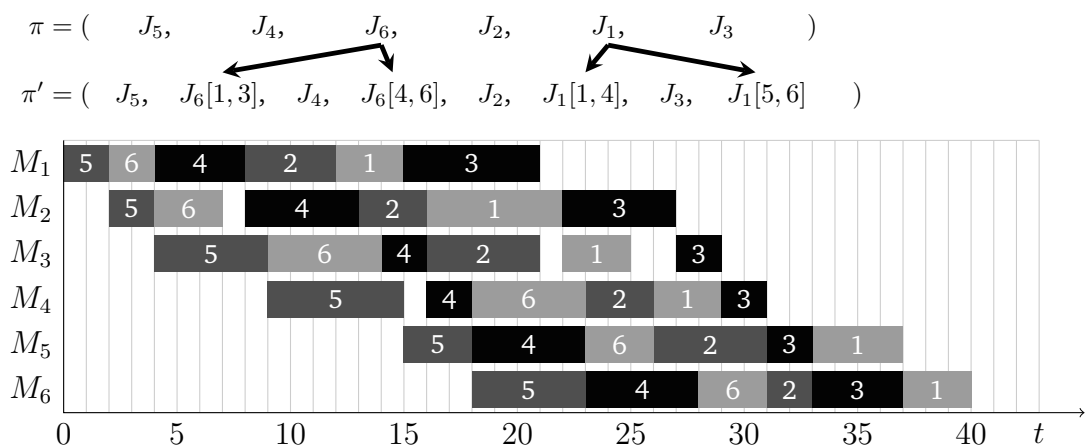 π = ( J₅, J₄, J₆, J₂, J₁, J₃ )
π′ = ( J₅, J₆[1, 3], J₄, J₆[4, 6], J₂, J₁[1, 4], J₃, J₁[5, 6] )
M₁ 5 6 4 2 1 3
M₂ 5 6 4 2 1 3
M₃ 5 6 4 2 1 3
M₄ 5 4 6 2 1 3
M₅ 5 4 6 2 3 1
M₆ 5 4 6 2 3 1
0 5 10 15 20 25 30 35 40 t